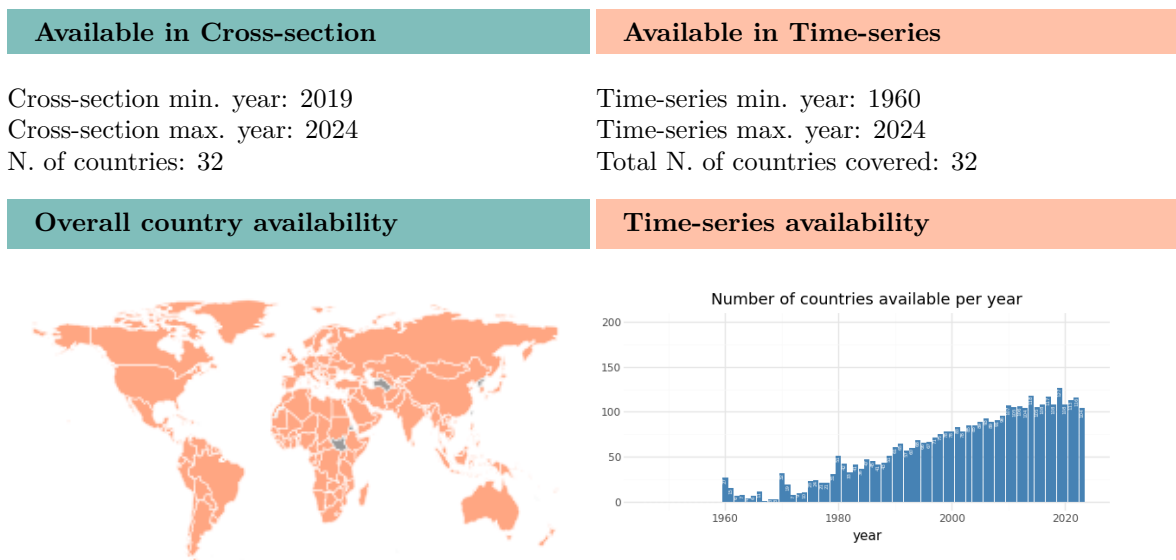 Available in Cross-section
Available in Time-series
Cross-section min. year: 2019
Cross-section max. year: 2024
N. of countries: 32
Time-series min. year: 1960
Time-series max. year: 2024
Total N. of countries covered: 32
Overall country availability
Time-series availability
Number of countries available per year
200
150
100
50
0
1960
1980
2000
2020
year